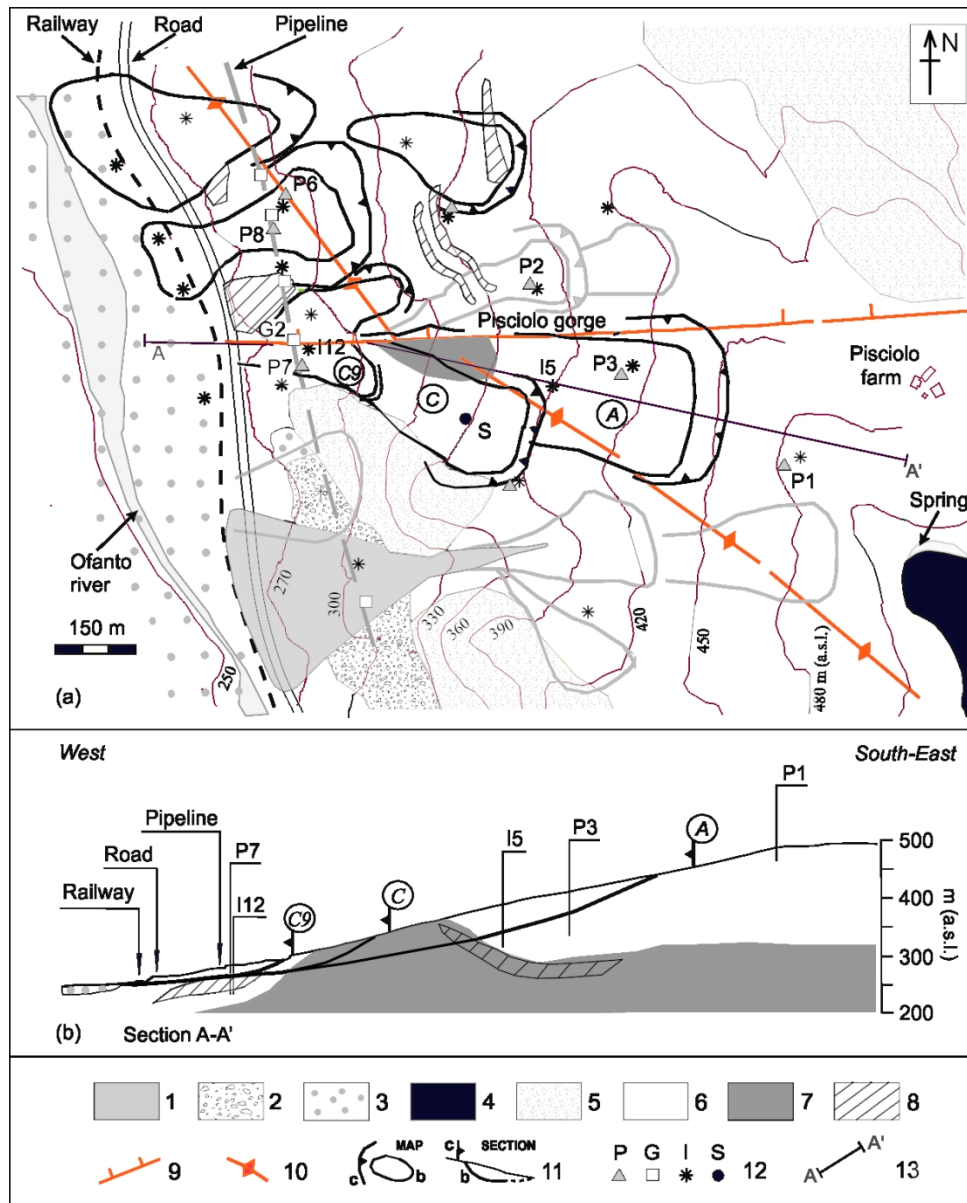 Railway Road Pipeline
N
P6
P8
P2
G2
Pisciolo gorge
A
I12
I5
P3
Pisciolo
farm
P7
C9
C
S
A
A'
P1
Spring
Ofanto
river
270
300
330
360
390
420
450
480 m (a.s.l.)
150 m
250
(a)
West South-East
P1
Pipeline
A
500
Road
P7
I5
P3
400
Railway
I12
C9
C
m (a.s.l.)
300
200
(b) Section A-A'
1 2 3 4 5 6 7 8
9 10 c MAP b c SECTION b 11 P G I S 12 A A' 13